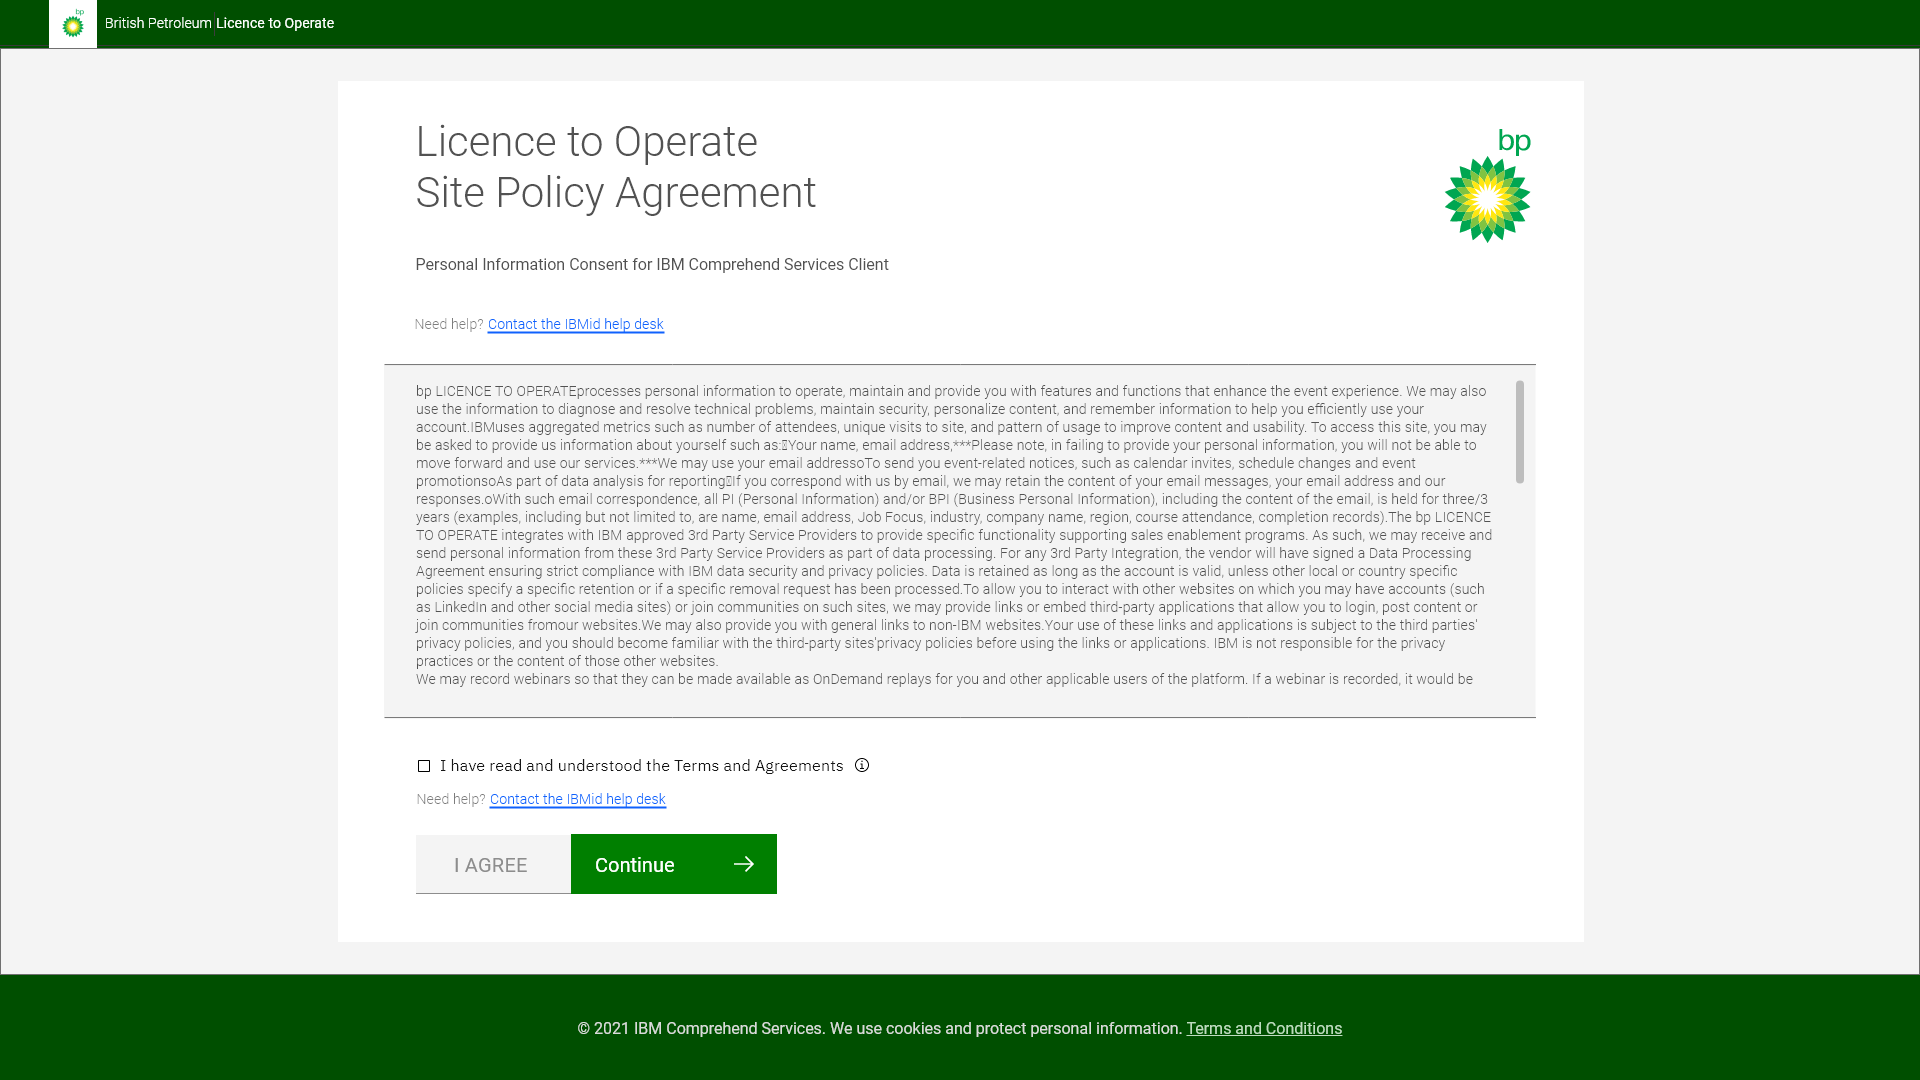 bp
British Petroleum Licence to Operate
Licence to Operate
Site Policy Agreement
bp
Personal Information Consent for IBM Comprehend Services Client
Need help? Contact the IBMid help desk
bp LICENCE TO OPERATEprocesses personal information to operate, maintain and provide you with features and functions that enhance the event experience. We may also
use the information to diagnose and resolve technical problems, maintain security, personalize content, and remember information to help you efficiently use your
account.IBMuses aggregated metrics such as number of attendees, unique visits to site, and pattern of usage to improve content and usability. To access this site, you may
be asked to provide us information about yourself such as:Your name, email address,***Please note, in failing to provide your personal information, you will not be able to
move forward and use our services.***We may use your email addressoTo send you event-related notices, such as calendar invites, schedule changes and event
promotionsoAs part of data analysis for reportingIf you correspond with us by email, we may retain the content of your email messages, your email address and our
responses.oWith such email correspondence, all PI (Personal Information) and/or BPI (Business Personal Information), including the content of the email, is held for three/3
years (examples, including but not limited to, are name, email address, Job Focus, industry, company name, region, course attendance, completion records).The bp LICENCE
TO OPERATE integrates with IBM approved 3rd Party Service Providers to provide specific functionality supporting sales enablement programs. As such, we may receive and
send personal information from these 3rd Party Service Providers as part of data processing. For any 3rd Party Integration, the vendor will have signed a Data Processing
Agreement ensuring strict compliance with IBM data security and privacy policies. Data is retained as long as the account is valid, unless other local or country specific
policies specify a specific retention or if a specific removal request has been processed.To allow you to interact with other websites on which you may have accounts (such
as LinkedIn and other social media sites) or join communities on such sites, we may provide links or embed third-party applications that allow you to login, post content or
join communities fromour websites.We may also provide you with general links to non-IBM websites.Your use of these links and applications is subject to the third parties'
privacy policies, and you should become familiar with the third-party sites'privacy policies before using the links or applications. IBM is not responsible for the privacy
practices or the content of those other websites.
We may record webinars so that they can be made available as OnDemand replays for you and other applicable users of the platform. If a webinar is recorded, it would be
I have read and understood the Terms and Agreements
Need help? Contact the IBMid help desk
I AGREE
Continue
© 2021 IBM Comprehend Services. We use cookies and protect personal information. Terms and Conditions